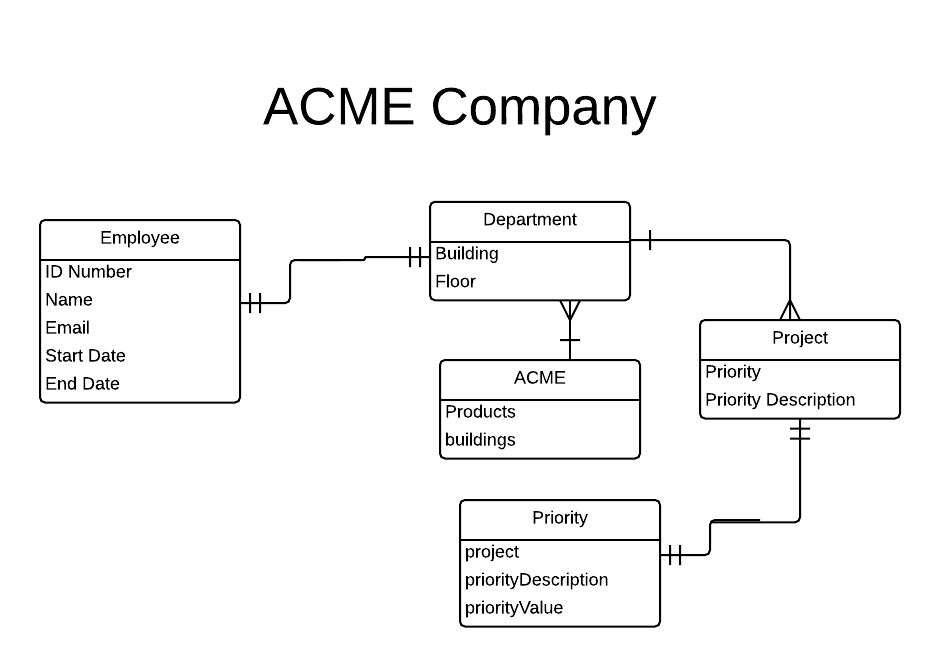 ACME Company
Employee
ID Number
Name
Email
Start Date
End Date
Department
Building
Floor
ACME
Products
buildings
Project
Priority
Priority Description
Priority
project
priorityDescription
priorityValue